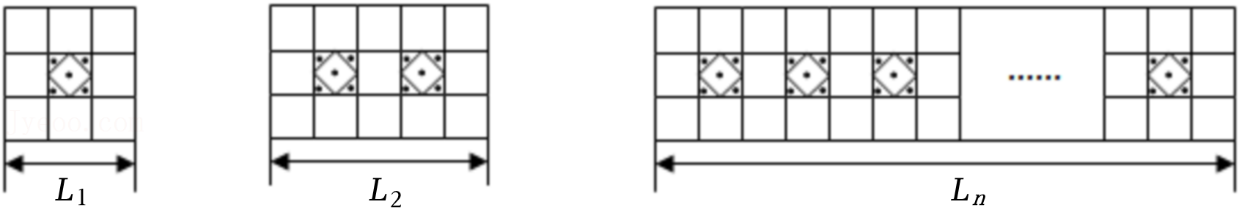 ......
L₁ L₂ Lₙ